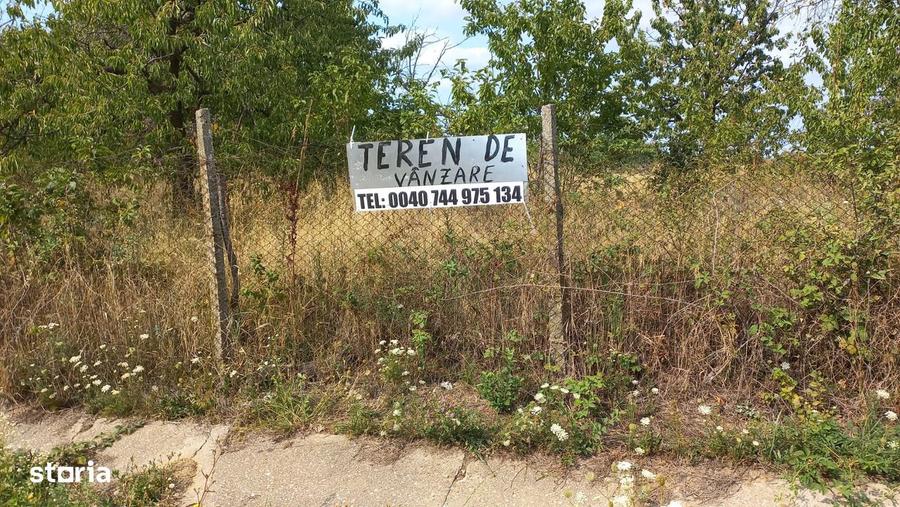 TEREN DE
VÂNZARE
TEL: 0040 744 975 134
storia